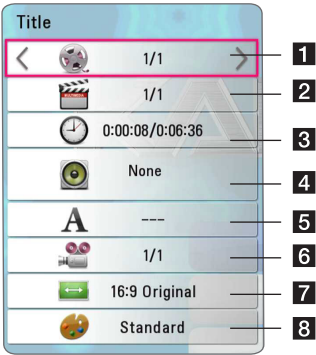 Title
1/1 1
1/1 2
0:00:08/0:06:36 3
None 4
A --- 5
1/1 6
16:9 Original 7
Standard 8